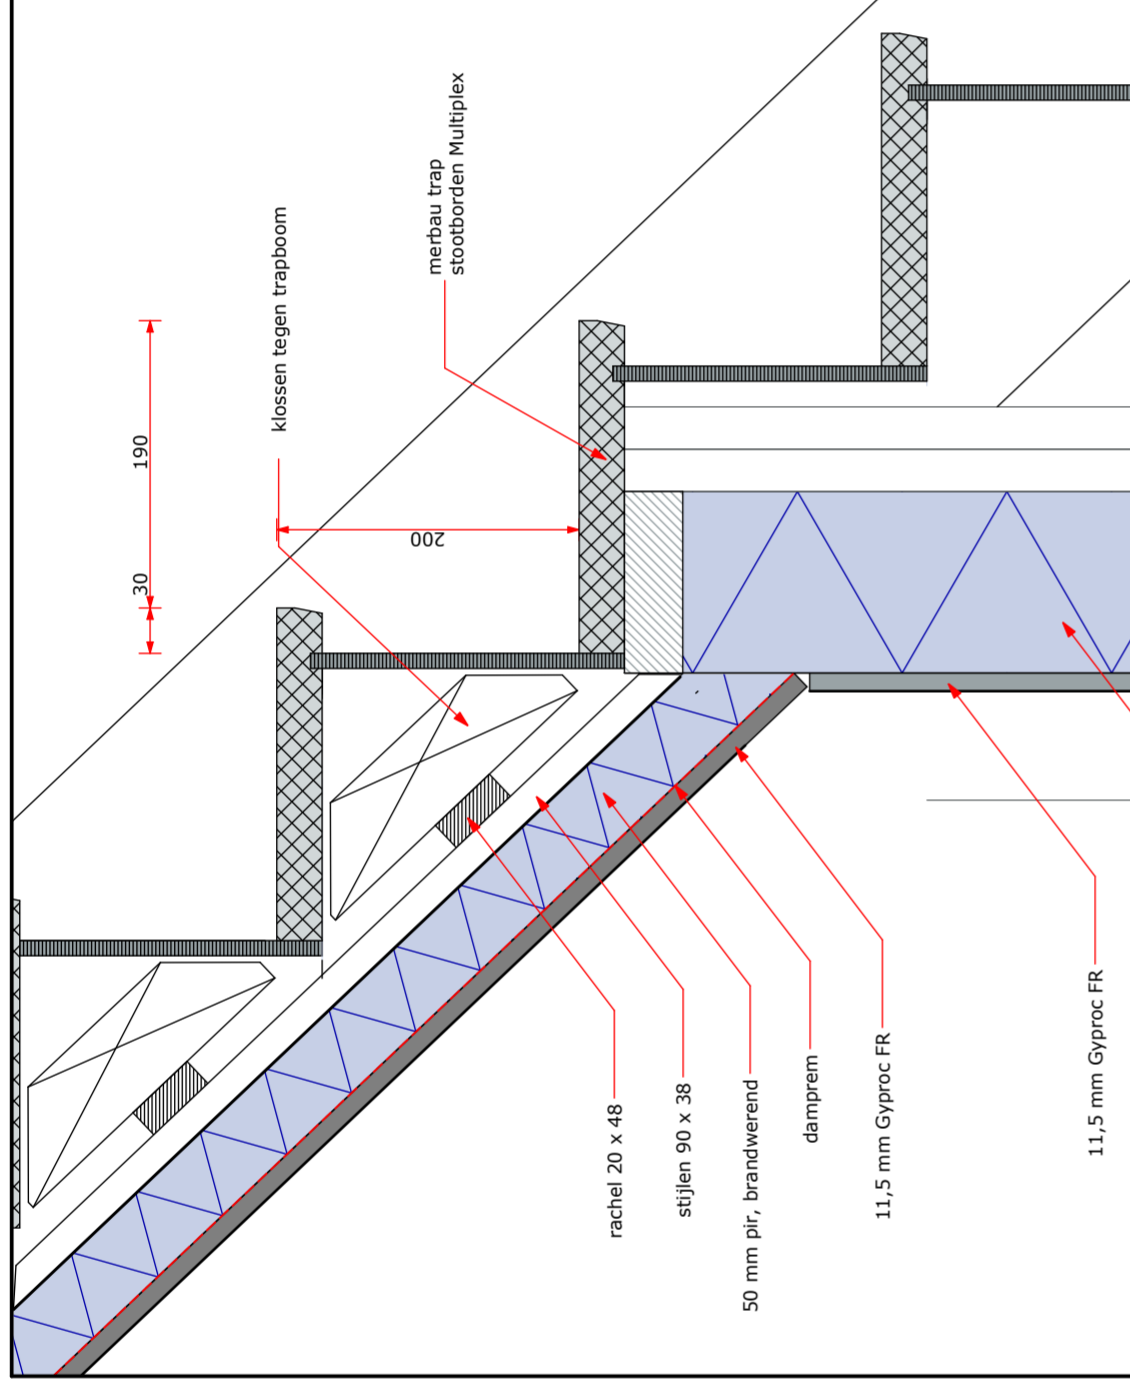 190
30
klossen tegen trapboom
merbau trap
stootborden Multiplex
200
rachel 20 x 48
stijlen 90 x 38
50 mm pir, brandwerend
damprem
11,5 mm Gyproc FR
11,5 mm Gyproc FR